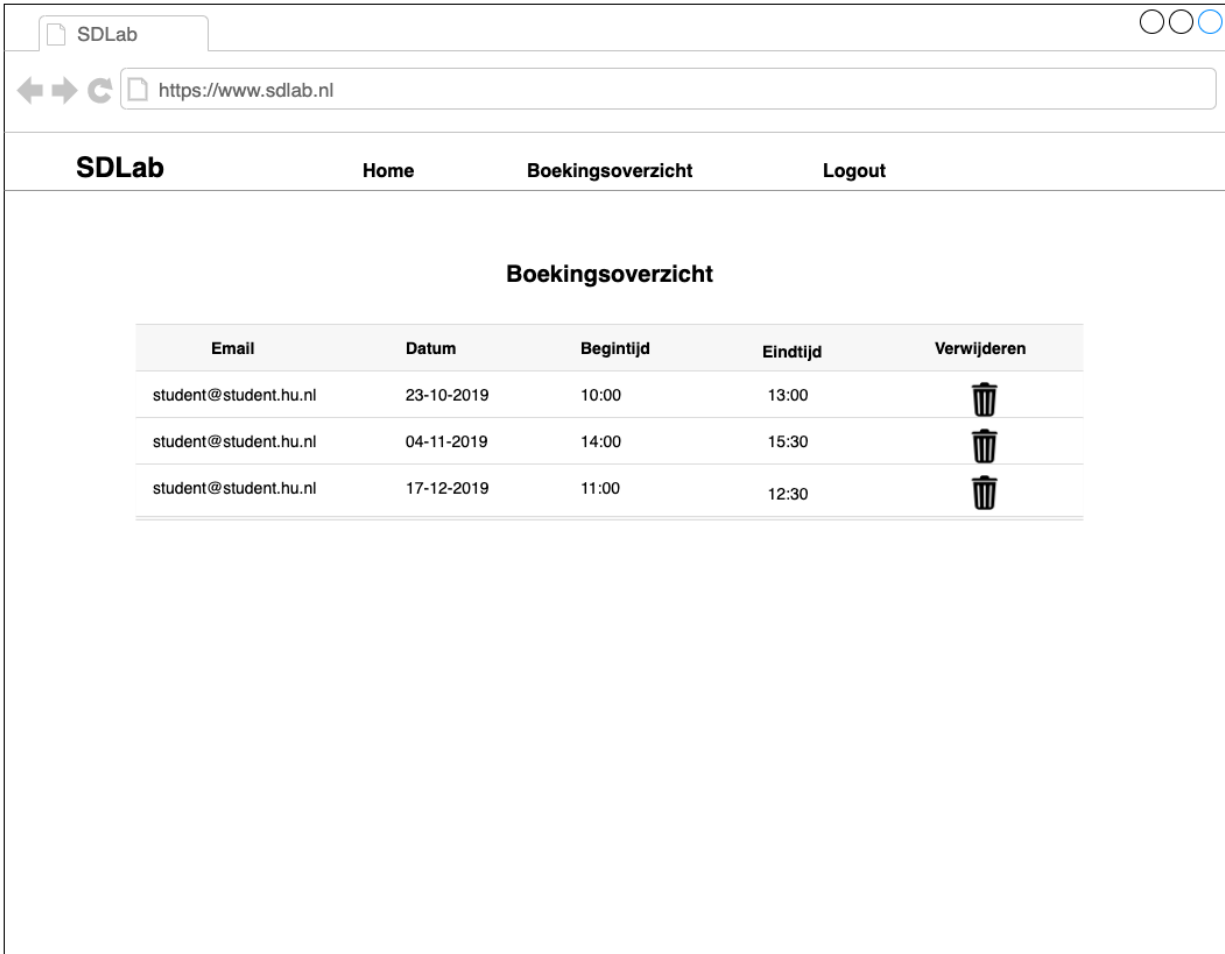 SDLab
https://www.sdlab.nl
SDLab Home Boekingsoverzicht Logout
Boekingsoverzicht
Email Datum Begintijd Eindtijd Verwijderen
student@student.hu.nl 23-10-2019 10:00 13:00
student@student.hu.nl 04-11-2019 14:00 15:30
student@student.hu.nl 17-12-2019 11:00 12:30